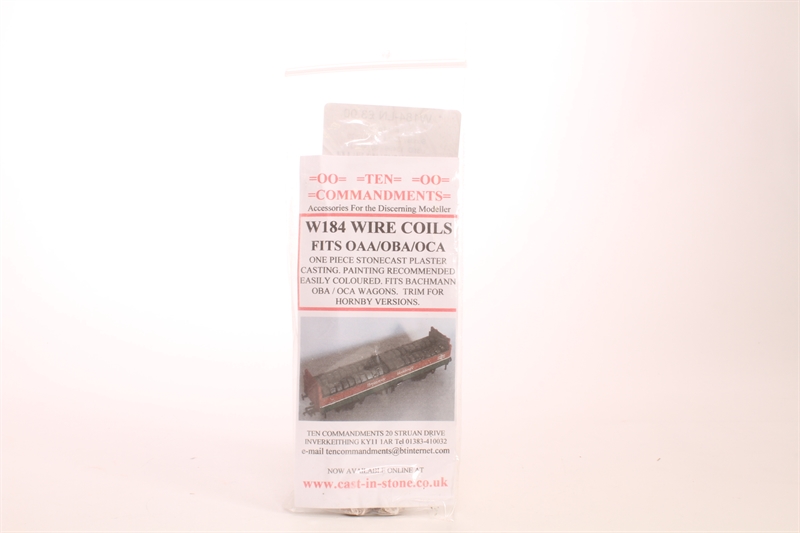 =OO= =TEN= =OO=
=COMMANDMENTS=
Accessories For the Discerning Modeller
W184 WIRE COILS
FITS OAA/OBA/OCA
ONE PIECE STONECAST PLASTER
CASTING. PAINTING RECOMMENDED
EASILY COLOURED. FITS BACHMANN
OBA / OCA WAGONS. TRIM FOR
HORNBY VERSIONS.
TEN COMMANDMENTS 20 STRUAN DRIVE
INVERKEITHING KY11 1AR Tel 01383-410032
e-mail tencommandments@btinternet.com
NOW AVAILABLE ONLINE AT
www.cast-in-stone.co.uk